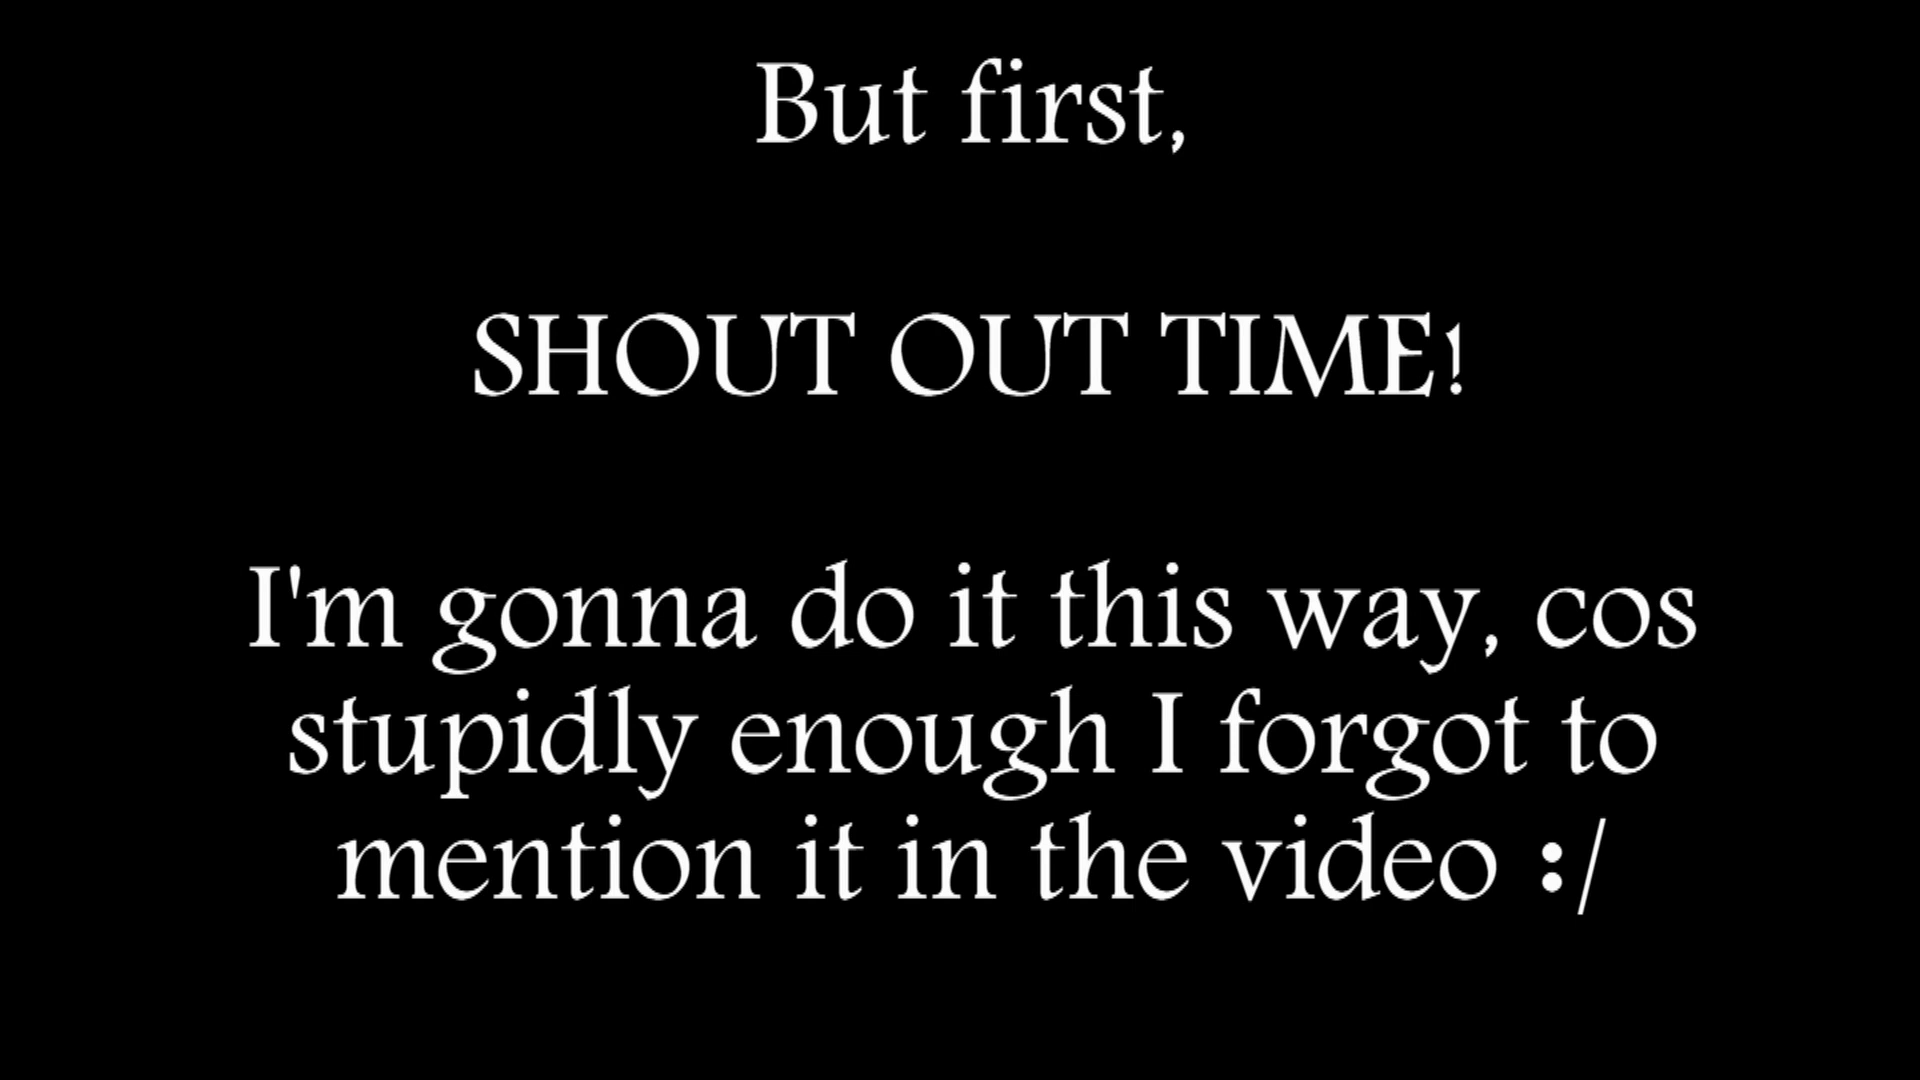 But first,
SHOUT OUT TIME!
I'm gonna do it this way, cos
stupidly enough I forgot to
mention it in the video :/